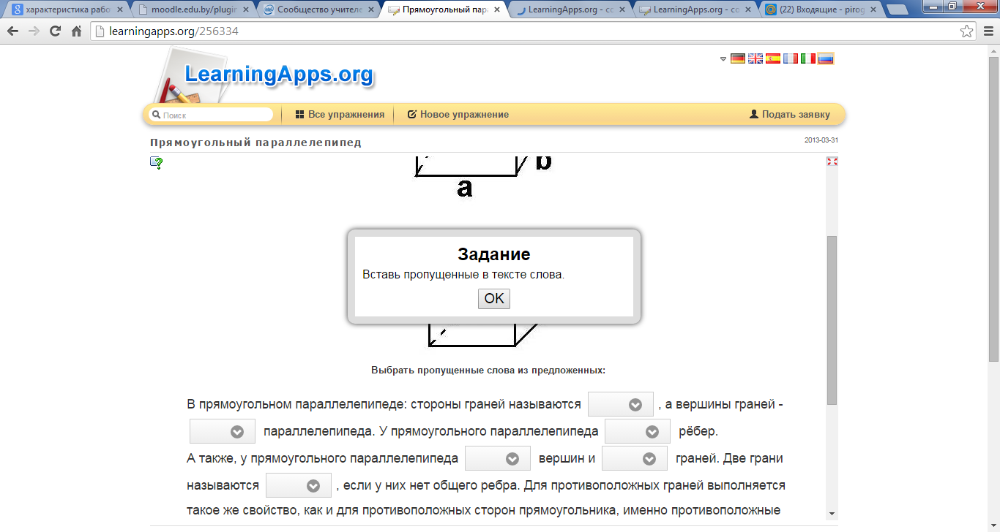 характеристика рабо
moodle.edu.by/plugin
Сообщество учителе
Прямоугольный пар
LearningApps.org - со
LearningApps.org - со
(22) Входящие - pirog
learningapps.org/256334
LearningApps.org
Поиск
Все упражнения
Новое упражнение
Подать заявку
Прямоугольный параллелепипед
2013-03-31
b
a
Задание
Вставь пропущенные в тексте слова.
OK
Выбрать пропущенные слова из предложенных:
В прямоугольном параллелепипеде: стороны граней называются , а вершины граней -
параллелепипеда. У прямоугольного параллелепипеда рёбер.
А также, у прямоугольного параллелепипеда вершин и граней. Две грани
называются , если у них нет общего ребра. Для противоположных граней выполняется
такое же свойство, как и для противоположных сторон прямоугольника, именно противоположные